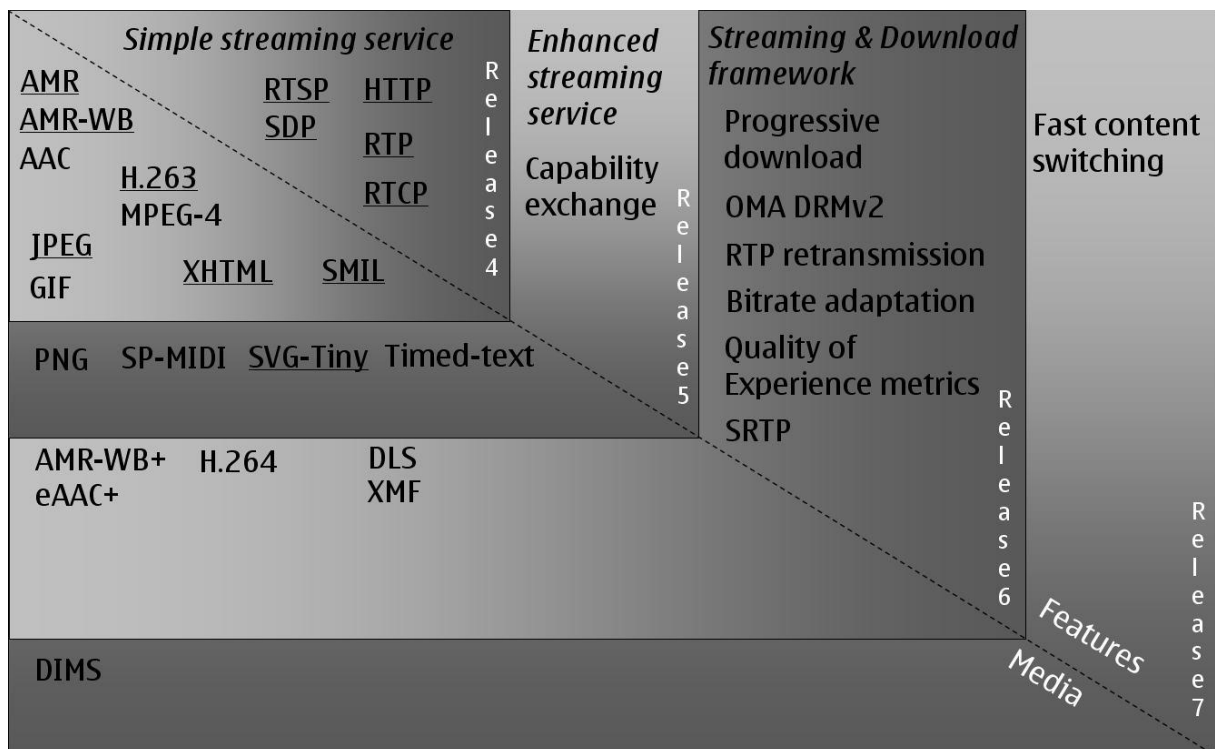 Simple streaming service
AMR
AMR-WB
AAC
RTSP
SDP
HTTP
RTP
RTCP
H.263
MPEG-4
JPEG
GIF
XHTML
SMIL
Release4
PNG
SP-MIDI
SVG-Tiny
Timed-text
Enhanced
streaming
service
Capability
exchange
Release5
AMR-WB+
eAAC+
H.264
DLS
XMF
Streaming & Download
framework
Progressive
download
OMA DRMv2
RTP retransmission
Bitrate adaptation
Quality of
Experience metrics
SRTP
Release6
DIMS
Fast content
switching
Release7
Features
Media